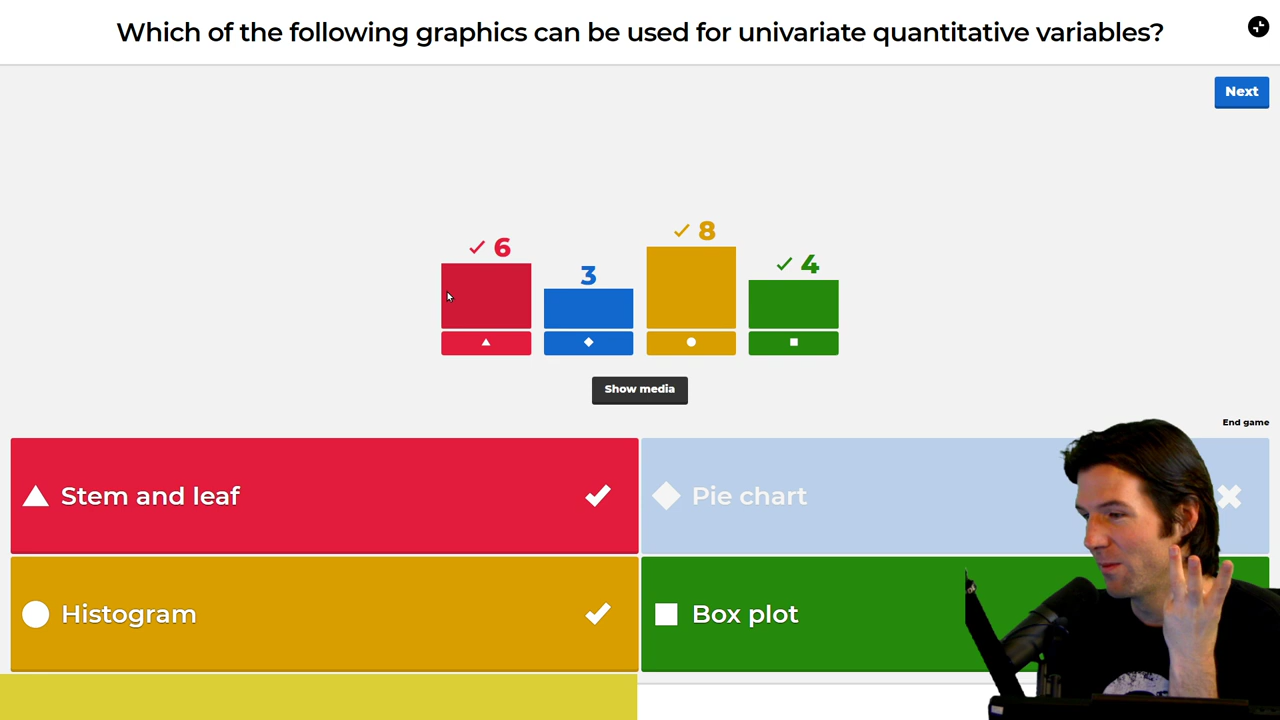 Which of the following graphics can be used for univariate quantitative variables?
Next
6
3
8
4
Show media
End game
Stem and leaf
Pie chart
Histogram
Box plot